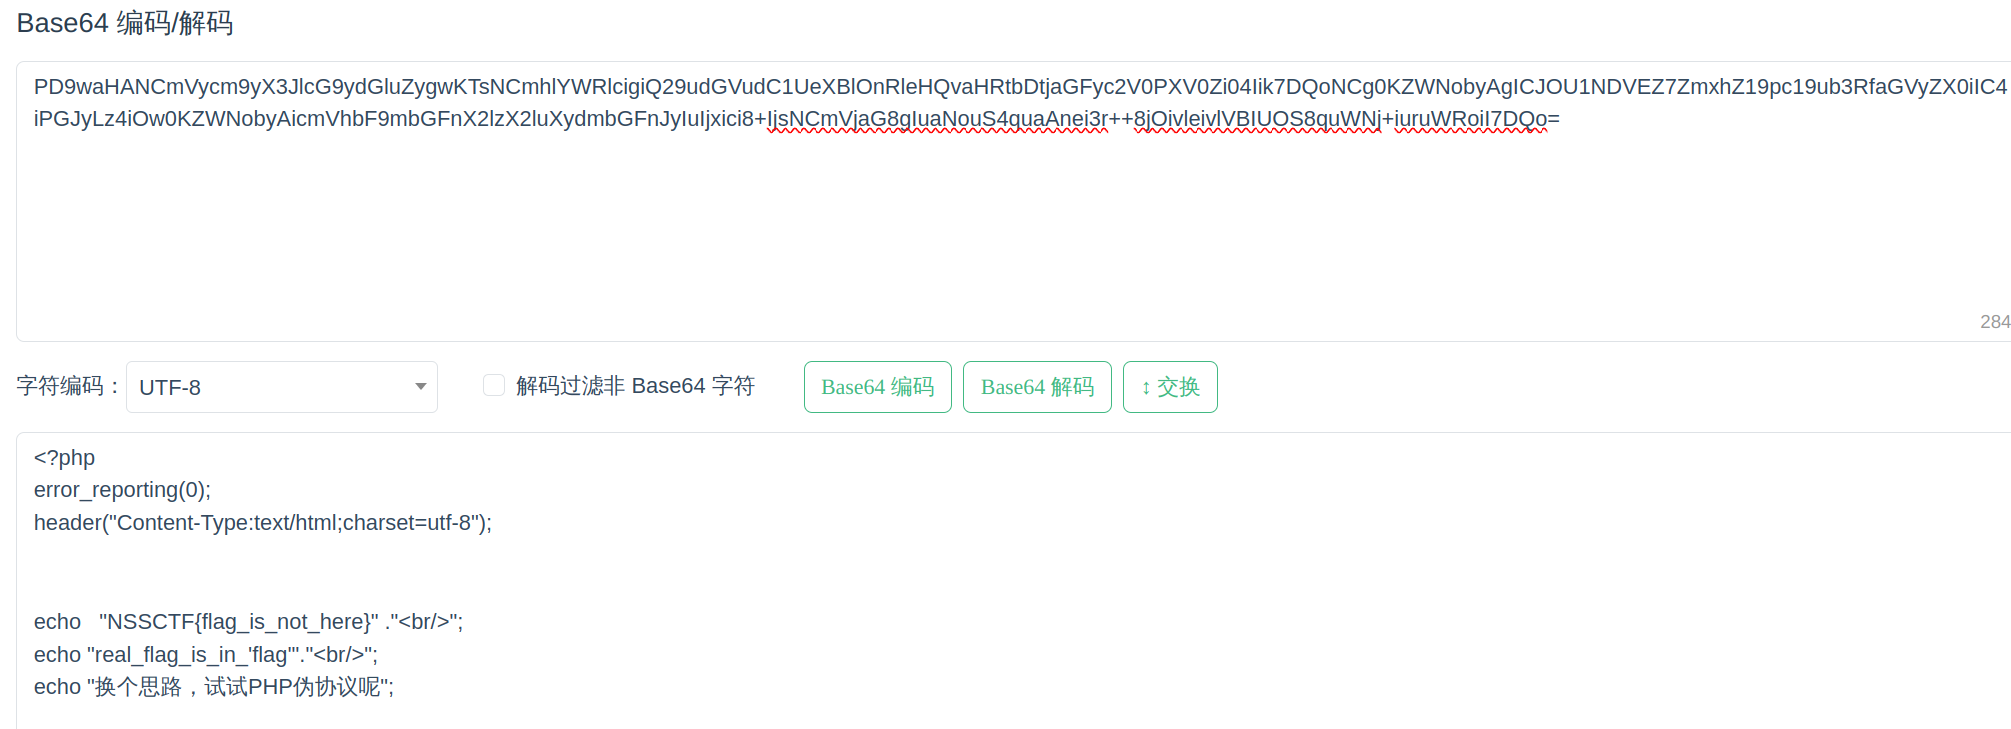 Base64 编码/解码
PD9waHANCmVycm9yX3JlcG9ydGluZygwKTsNCmhlYWRlcigiQ29udGVudC1UeXBlOnRleHQvaHRtbDtjaGFyc2V0PXV0Zi04Iik7DQoNCg0KZWNobyAgICJOU1NDVEZ7ZmxhZ19pc19ub3RfaGVyZX0iIC4
iPGJyLz4iOw0KZWNobyAicmVhbF9mbGFnX2lzX2luXydmbGFnJyIuIjxici8+IjsNCmVjaG8gIuaNouS4quaAnei3r++8jOivleivlVBIUOS8quWNj+iuruWRoiI7DQo=
284
字符编码：
UTF-8
解码过滤非 Base64 字符
Base64 编码
Base64 解码
↕ 交换
<?php
error_reporting(0);
header("Content-Type:text/html;charset=utf-8");
echo   "NSSCTF{flag_is_not_here}" ."<br/>";
echo "real_flag_is_in_'flag'"."<br/>";
echo "换个思路，试试PHP伪协议呢";